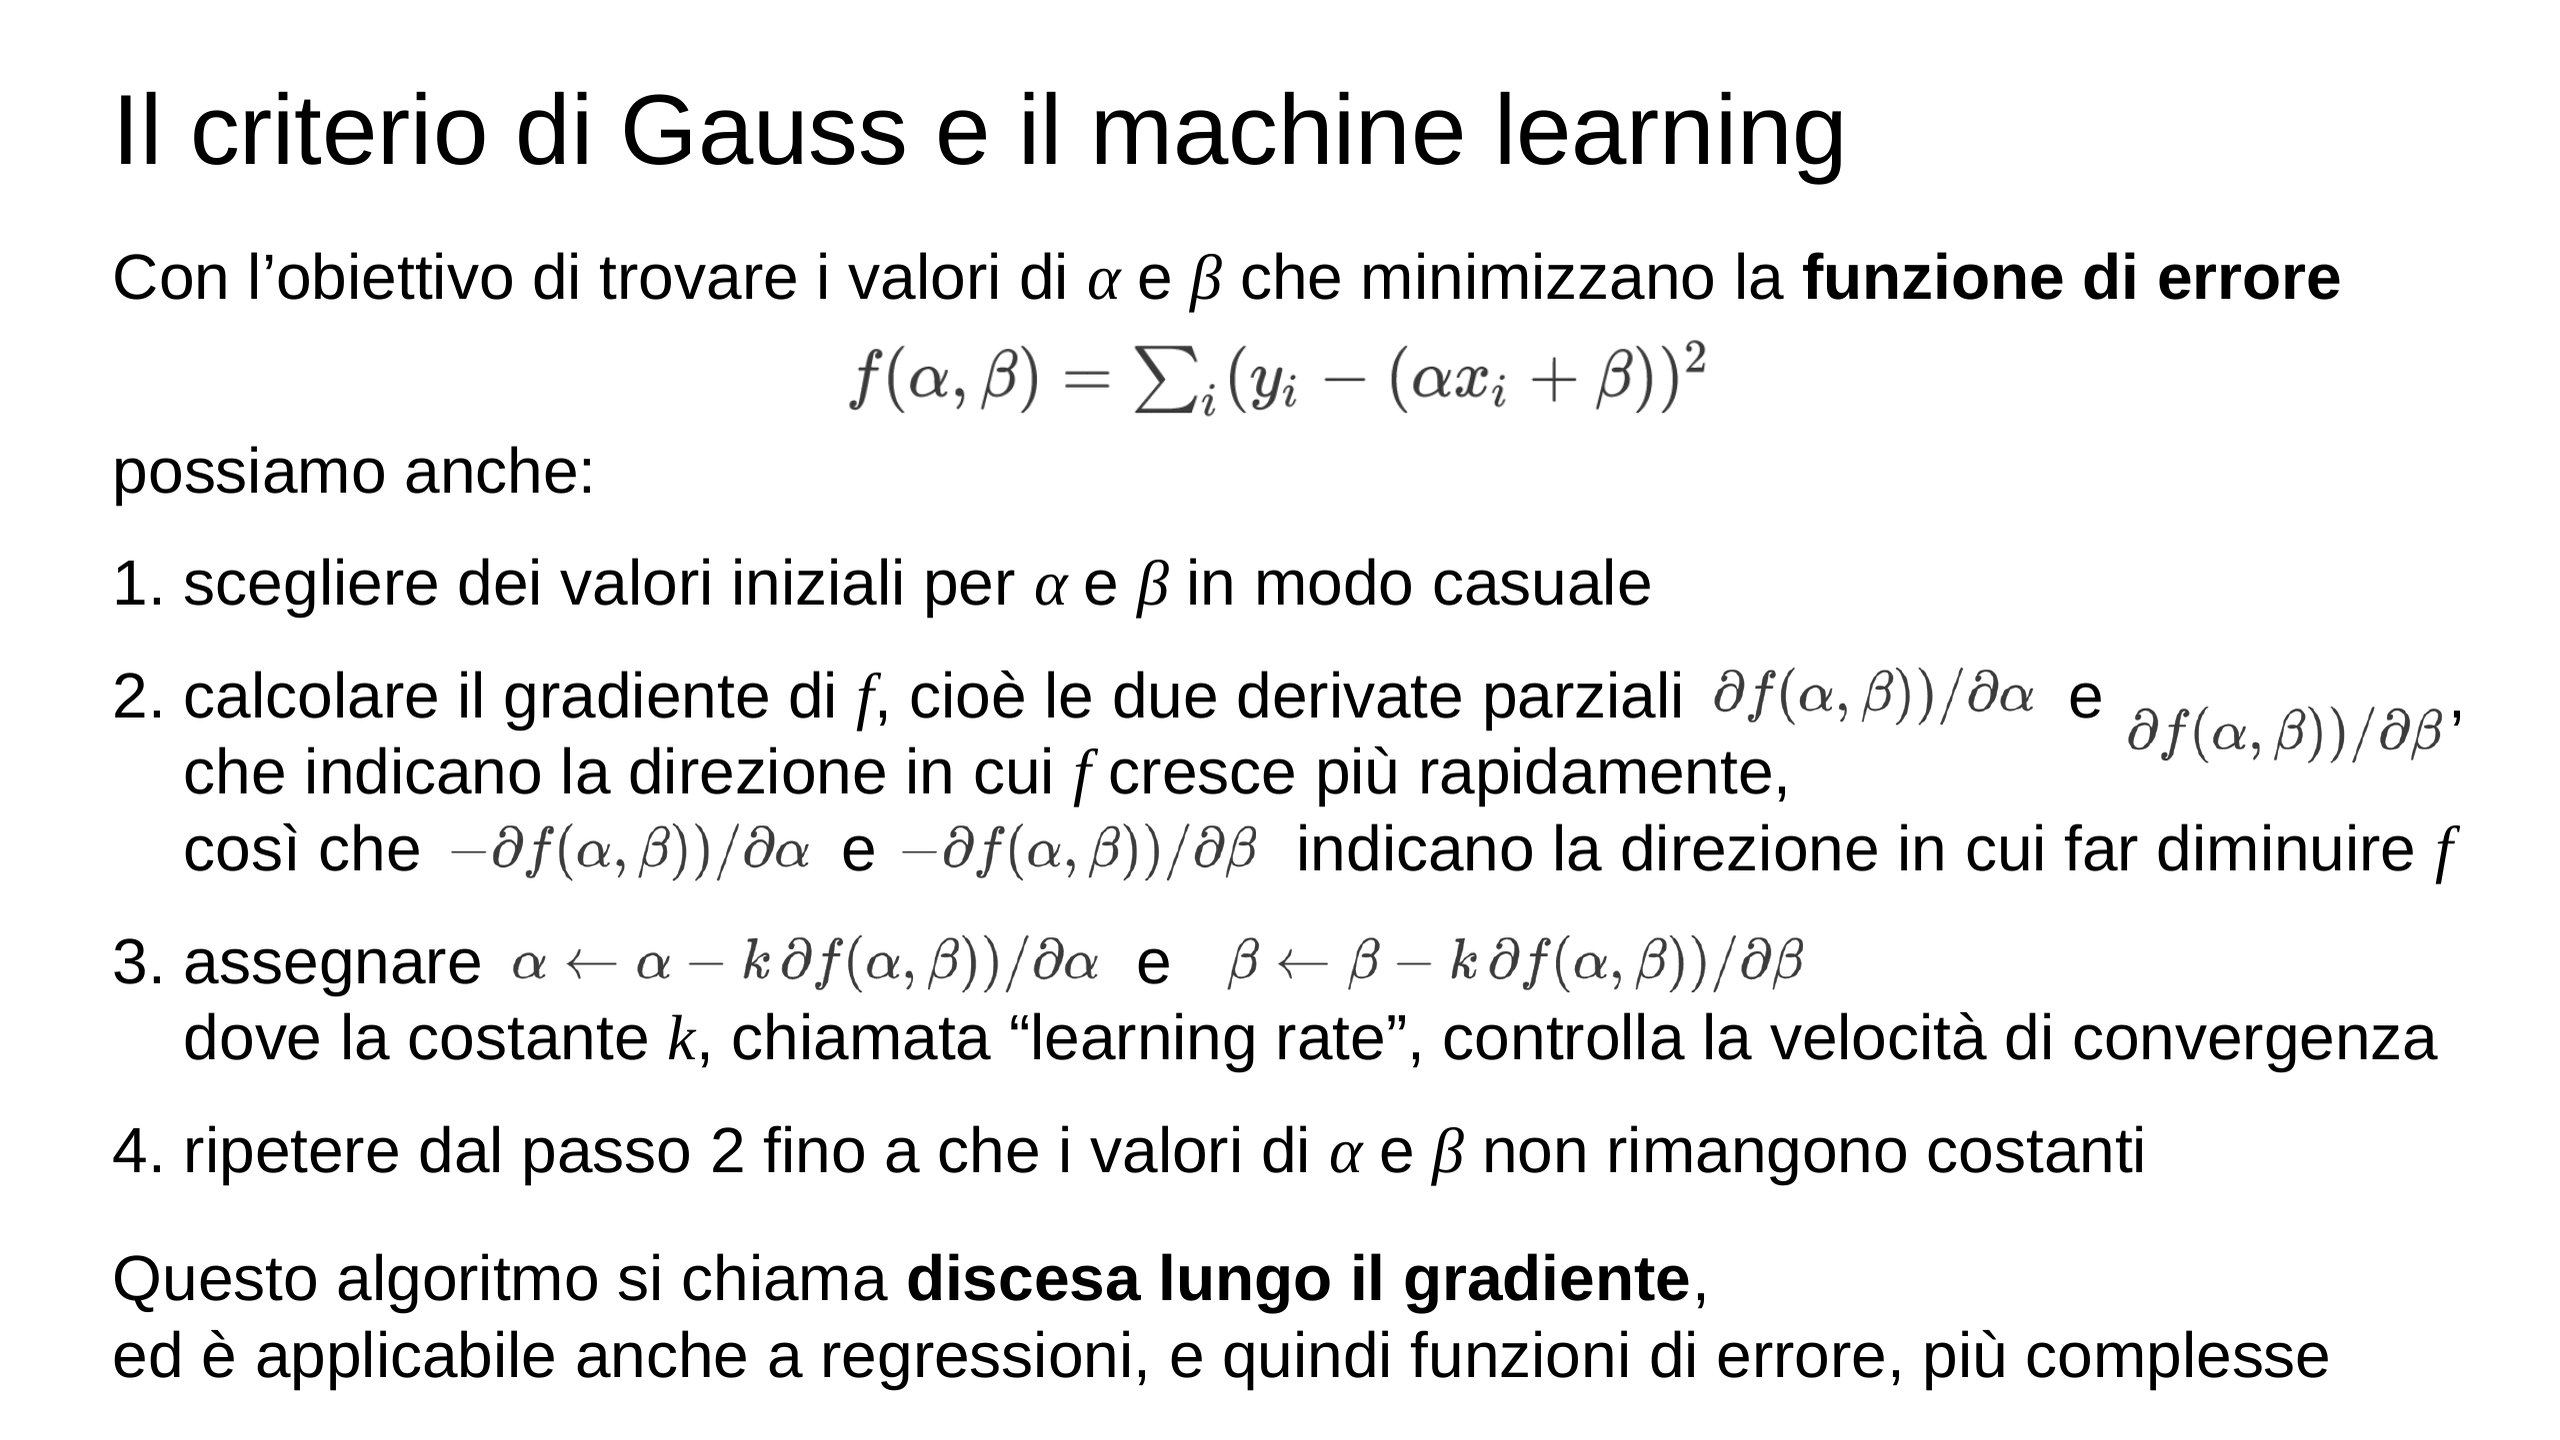 Il criterio di Gauss e il machine learning
Con l’obiettivo di trovare i valori di α e β che minimizzano la funzione di errore
f(α, β) = ∑ᵢ(yᵢ − (αxᵢ + β))²
possiamo anche:
1. scegliere dei valori iniziali per α e β in modo casuale
2. calcolare il gradiente di f, cioè le due derivate parziali ∂f(α, β))/∂α e ∂f(α, β))/∂β,
che indicano la direzione in cui f cresce più rapidamente,
così che −∂f(α, β))/∂α e −∂f(α, β))/∂β indicano la direzione in cui far diminuire f
3. assegnare α ← α − k ∂f(α, β))/∂α e β ← β − k ∂f(α, β))/∂β
dove la costante k, chiamata “learning rate”, controlla la velocità di convergenza
4. ripetere dal passo 2 fino a che i valori di α e β non rimangono costanti
Questo algoritmo si chiama discesa lungo il gradiente,
ed è applicabile anche a regressioni, e quindi funzioni di errore, più complesse